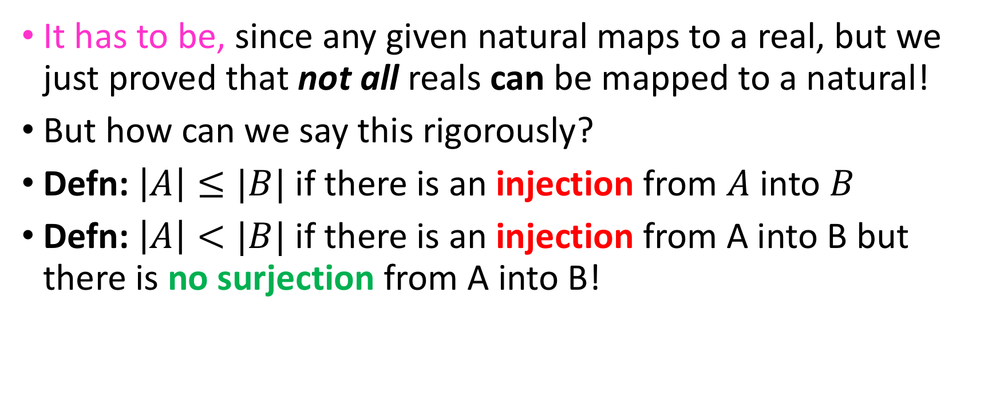 • It has to be, since any given natural maps to a real, but we
just proved that not all reals can be mapped to a natural!
• But how can we say this rigorously?
• Defn: |𝐴| ≤ |𝐵| if there is an injection from 𝐴 into 𝐵
• Defn: |𝐴| < |𝐵| if there is an injection from A into B but
there is no surjection from A into B!